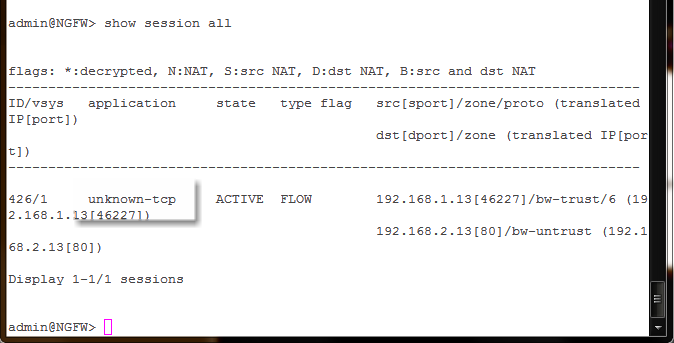 admin@NGFW> show session all
flags: *:decrypted, N:NAT, S:src NAT, D:dst NAT, B:src and dst NAT
--------------------------------------------------------------------------------
ID/vsys application state type flag src[sport]/zone/proto (translated
IP[port])
dst[dport]/zone (translated IP[por
t])
--------------------------------------------------------------------------------
426/1 unknown-tcp ACTIVE FLOW 192.168.1.13[46227]/bw-trust/6 (19
2.168.1.13[46227])
192.168.2.13[80]/bw-untrust (192.1
68.2.13[80])
Display 1-1/1 sessions
admin@NGFW>